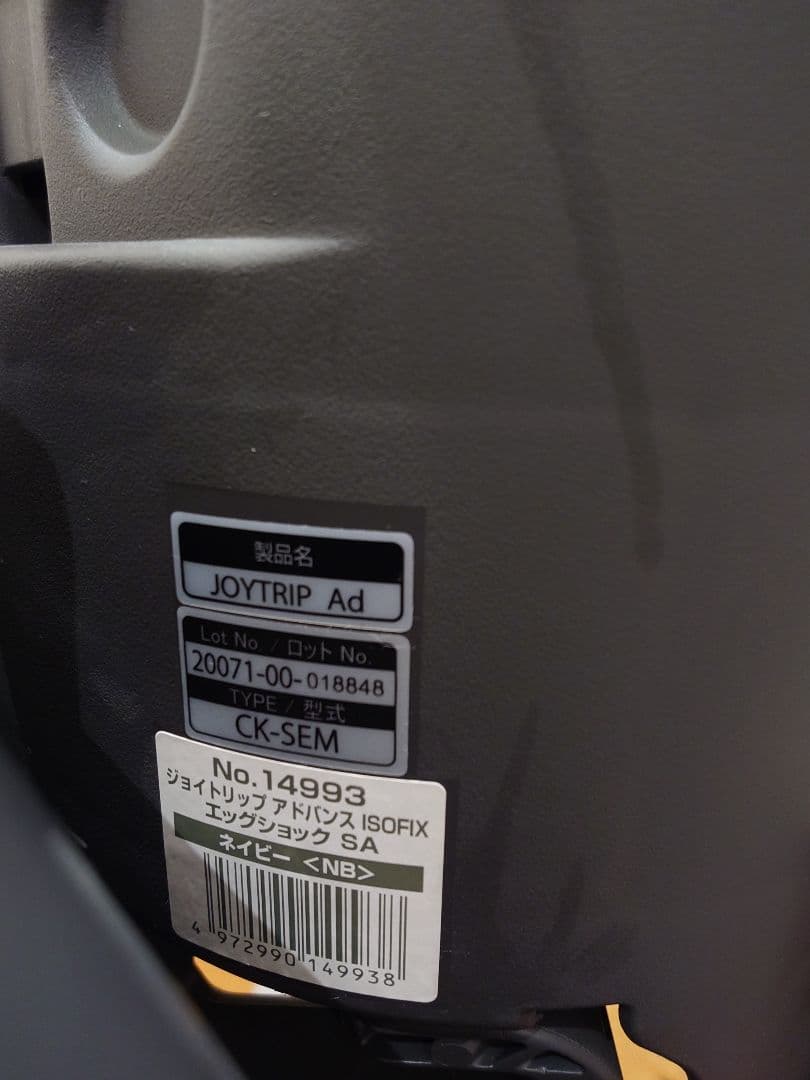 製品名
JOYTRIP Ad
Lot No / ロット No.
20071-00-018848
TYPE / 型式
CK-SEM
No.14993
ジョイトリップ アドバンス ISOFIX
エッグショック SA
ネイビー <NB>
4 972990 149938